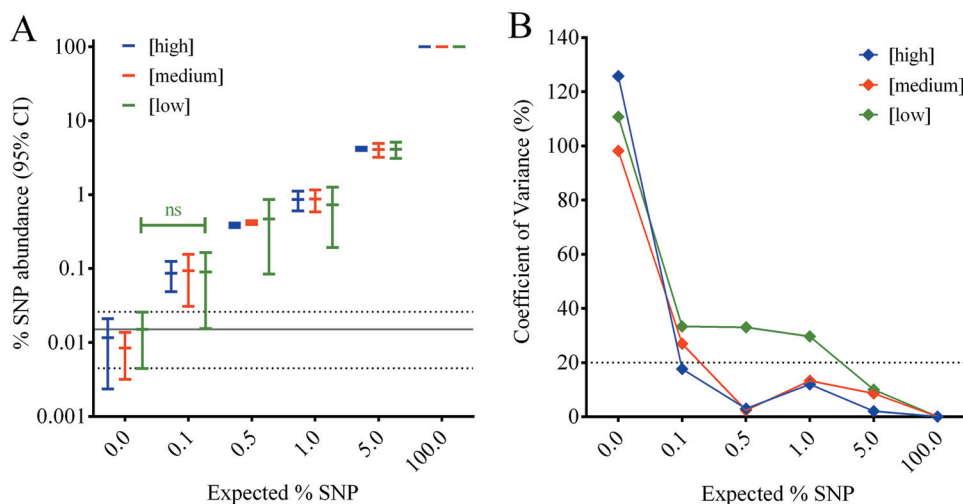 A
[high]
[medium]
[low]
% SNP abundance (95% CI)
100
10
1
0.1
0.01
0.001
ns
0.0
0.1
0.5
1.0
5.0
100.0
Expected % SNP
B
[high]
[medium]
[low]
Coefficient of Variance (%)
140
120
100
80
60
40
20
0
0.0
0.1
0.5
1.0
5.0
100.0
Expected % SNP